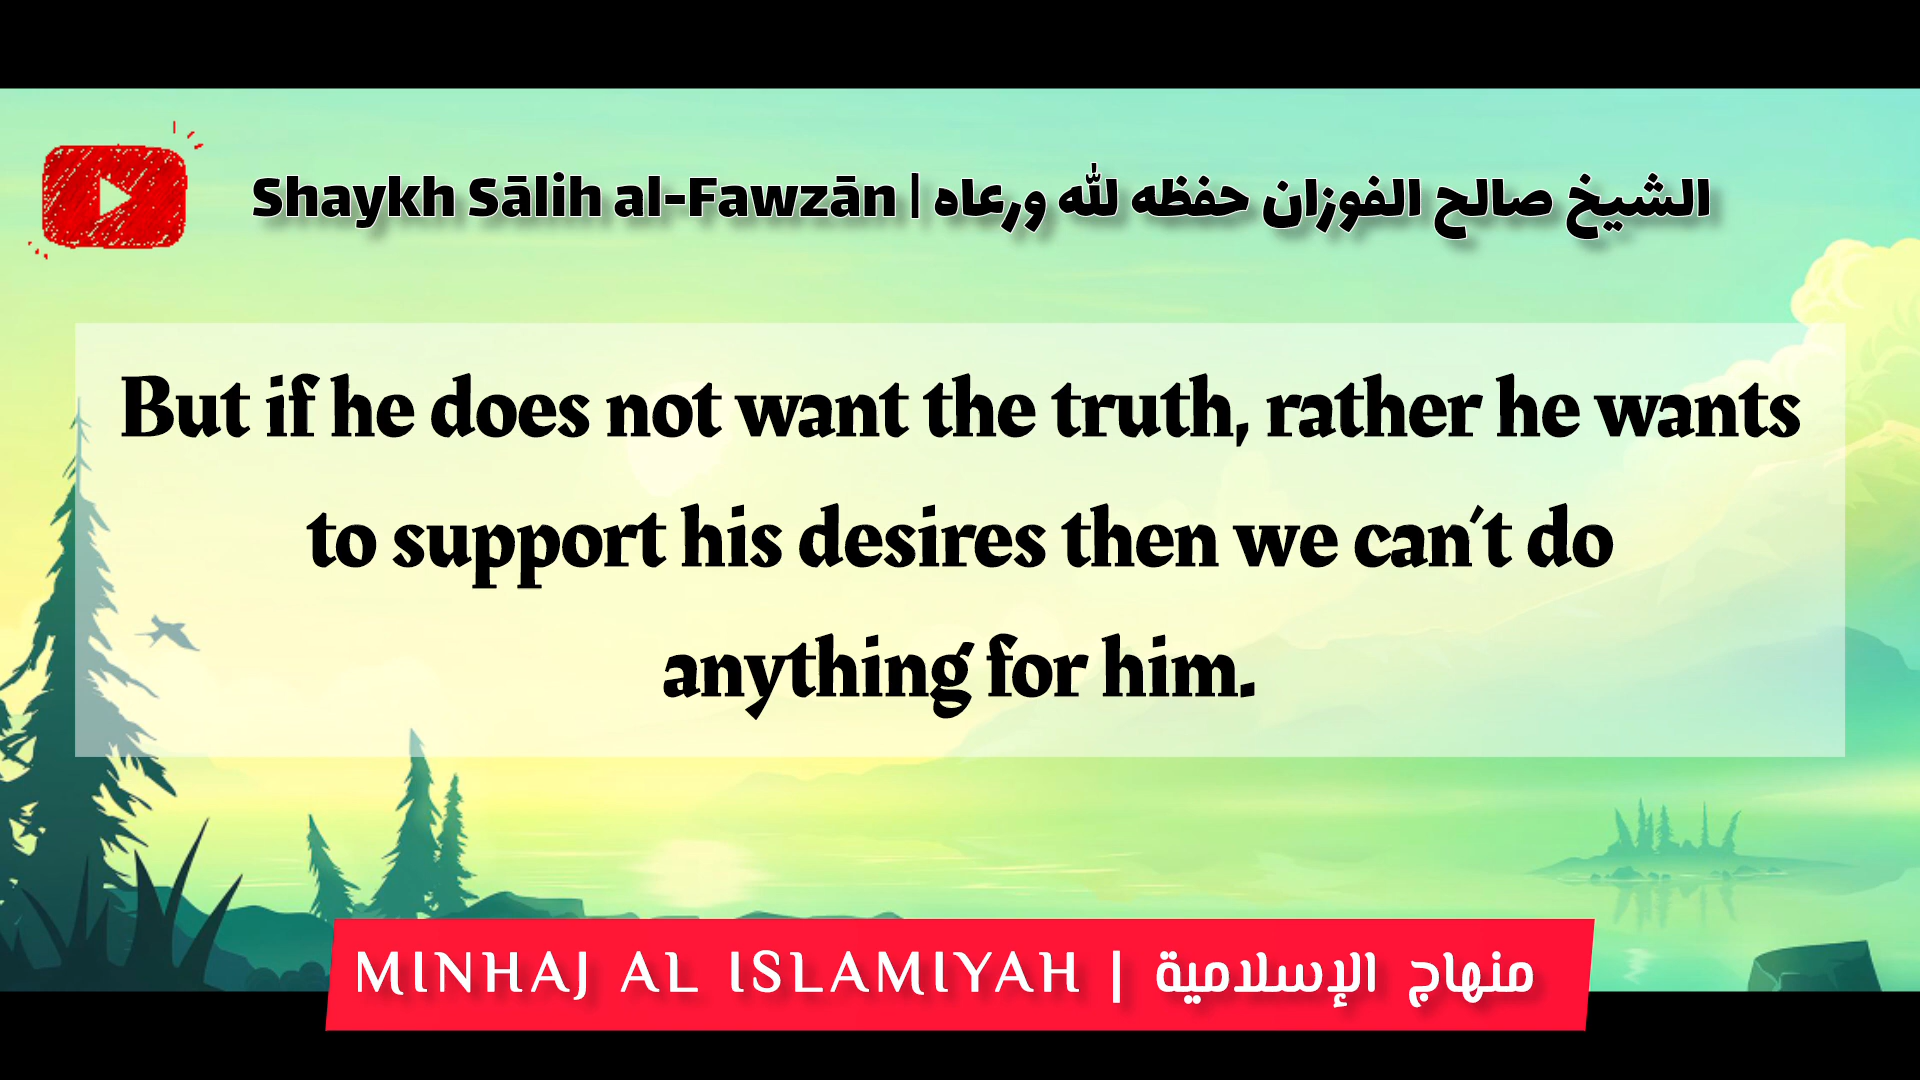 Shaykh Sālih al-Fawzān | الشيخ صالح الفوزان حفظه لله ورعاه
But if he does not want the truth, rather he wants
to support his desires then we can't do
anything for him.
MINHAJ AL ISLAMIYAH | منهاج الإسلامية